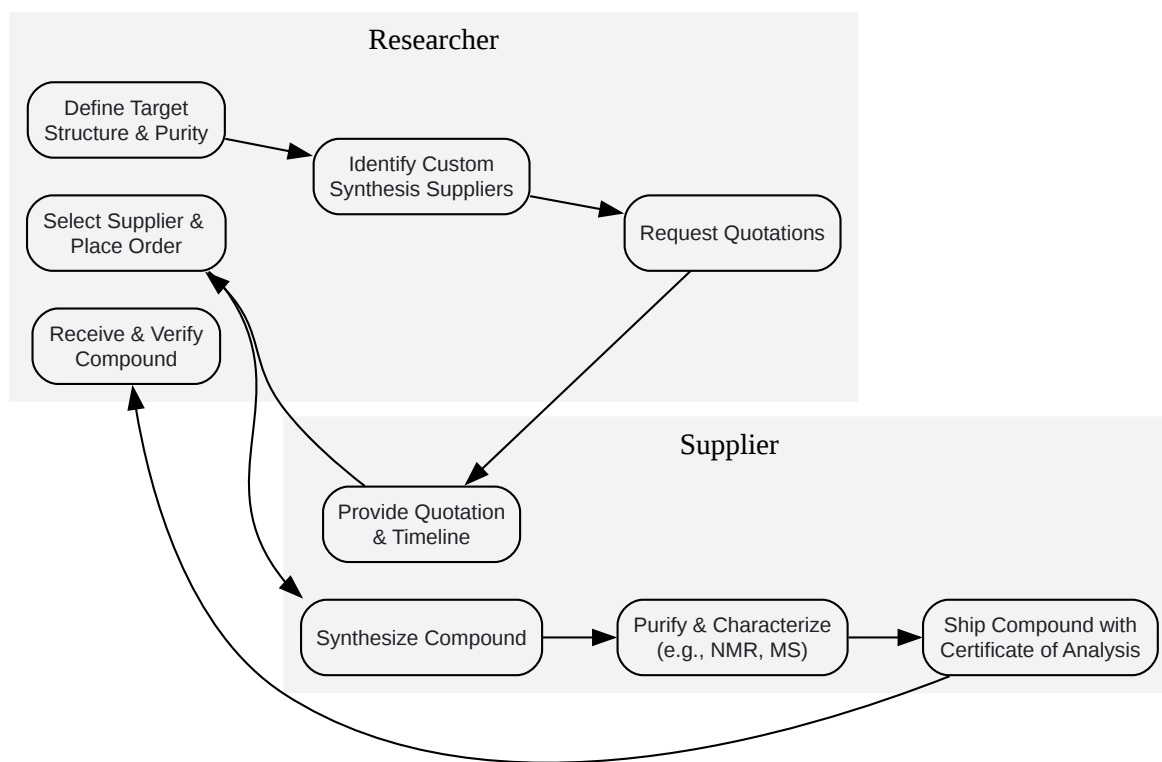 Researcher
Define Target
Structure & Purity
Identify Custom
Synthesis Suppliers
Select Supplier &
Place Order
Request Quotations
Receive & Verify
Compound
Supplier
Provide Quotation
& Timeline
Synthesize Compound
Purify & Characterize
(e.g., NMR, MS)
Ship Compound with
Certificate of Analysis